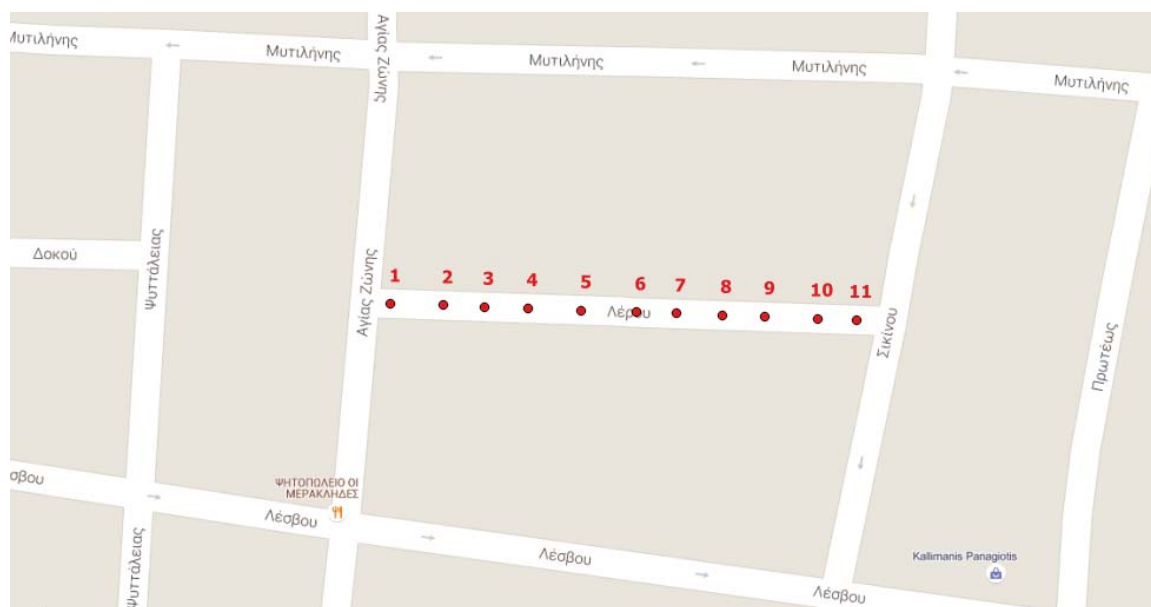 Μυτιλήνης
Μυτιλήνης
Αγίας Ζώνης
Μυτιλήνης
Μυτιλήνης
Μυτιλήνης
Δοκού
Ψυττάλειας
Αγίας Ζώνης
1 2 3 4 5 6 7 8 9 10 11
Λέρου
Σικίνου
Πρωτέως
σβου
ΨΗΤΟΠΩΛΕΙΟ ΟΙ
ΜΕΡΑΚΛΗΔΕΣ
Λέσβου
Λέσβου
Ψυττάλειας
Kallimanis Panagiotis
Λέσβου